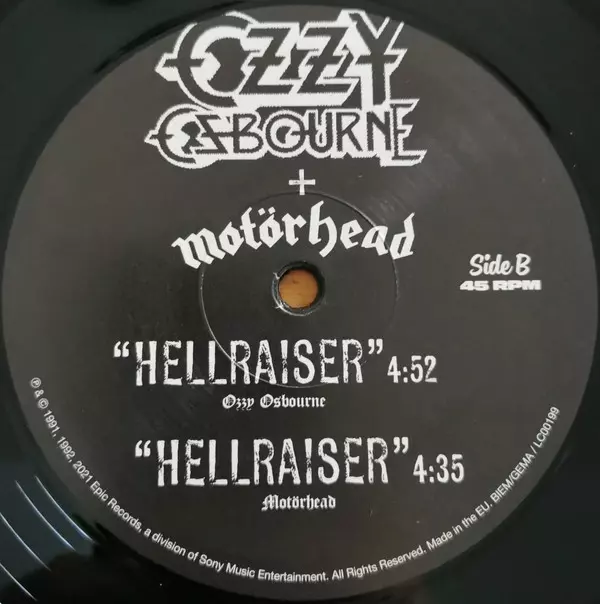 OZZY
OSBOURNE
+
motörhead
Side B
45 RPM
"HELLRAISER" 4:52
Ozzy Osbourne
"HELLRAISER" 4:35
Motörhead
℗ & © 1991, 1992, 2021 Epic Records, a division of Sony Music Entertainment. All Rights Reserved. Made in the EU. BIEM/GEMA / LC00199